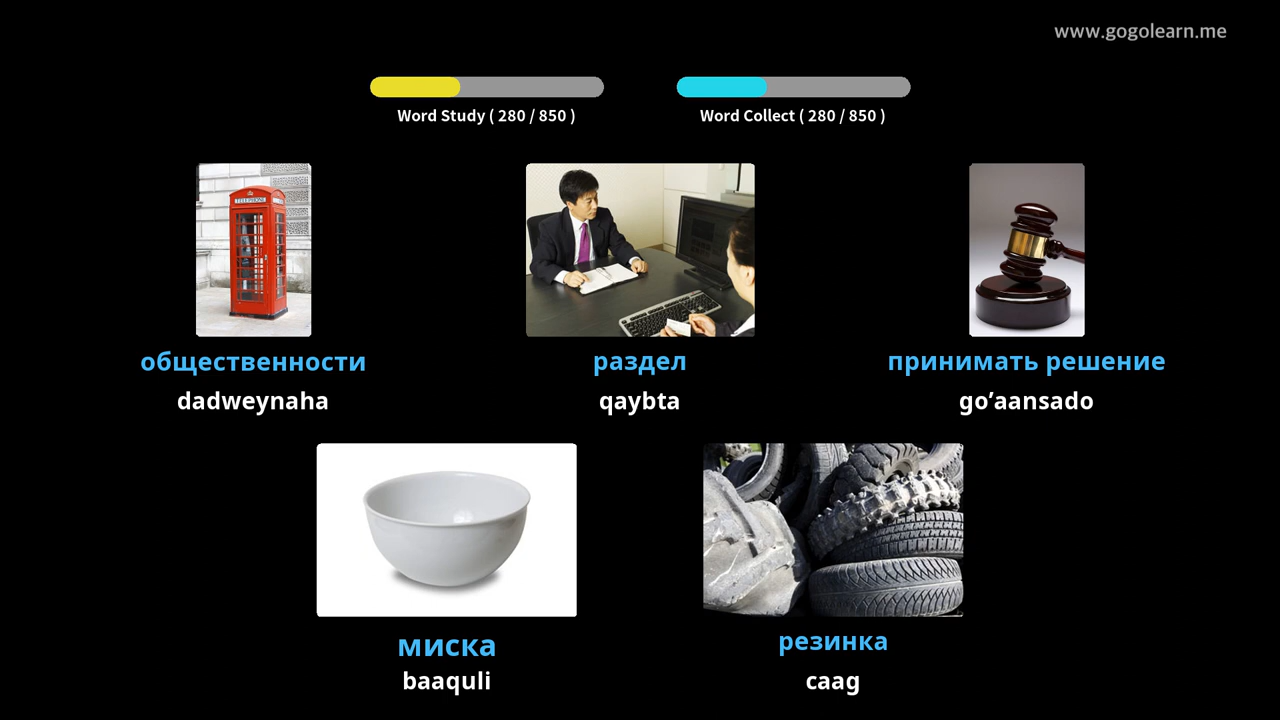 www.gogolearn.me
Word Study ( 280 / 850 )
Word Collect ( 280 / 850 )
TELEPHONE
общественности
dadweynaha
раздел
qaybta
принимать решение
go’aansado
миска
baaquli
резинка
caag